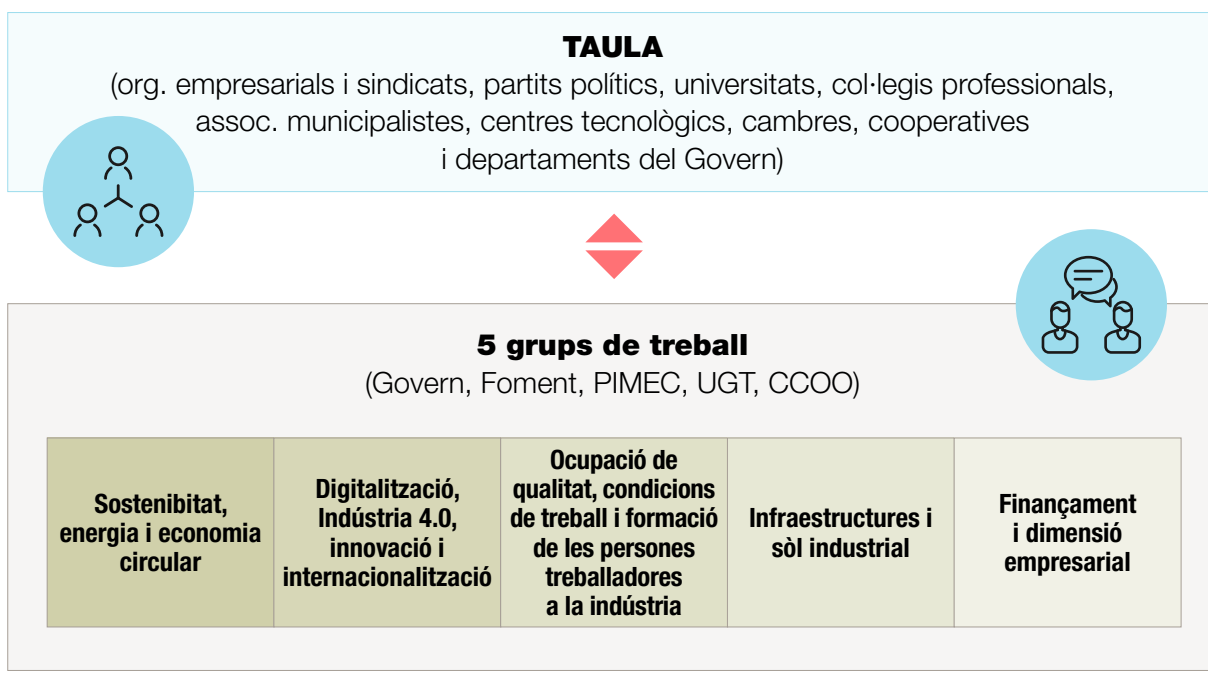 TAULA
(org. empresarials i sindicats, partits polítics, universitats, col·legis professionals,
assoc. municipalistes, centres tecnològics, cambres, cooperatives
i departaments del Govern)
5 grups de treball
(Govern, Foment, PIMEC, UGT, CCOO)
Sostenibitat,
energia i economia
circular
Digitalització,
Indústria 4.0,
innovació i
internacionalització
Ocupació de
qualitat, condicions
de treball i formació
de les persones
treballadores
a la indústria
Infraestructures i
sòl industrial
Finançament
i dimensió
empresarial